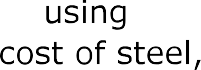 using
cost of steel,